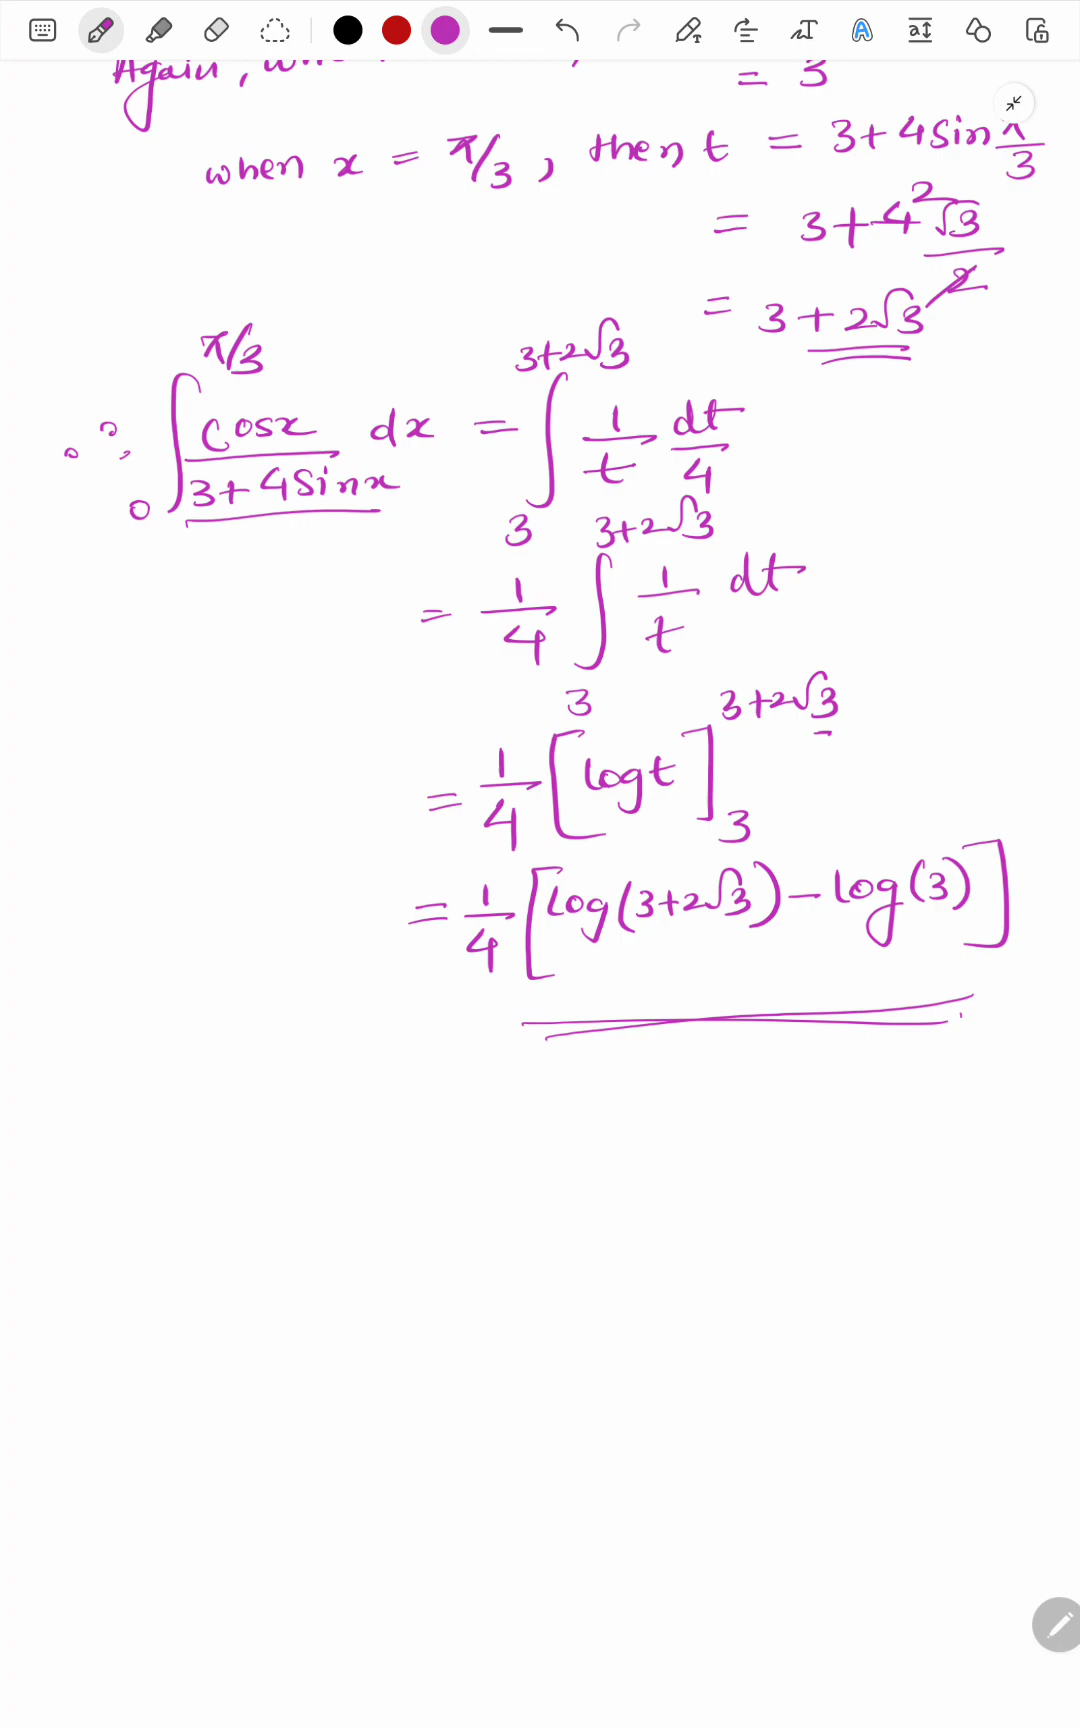 Again, = 3
when x = π/3, then t = 3+4sin π/3
= 3+4² √3/2
= 3+2√3
∴ ∫₀^(π/3) cosx/(3+4sinx) dx = ∫₃^(3+2√3) 1/t dt/4
= 1/4 ∫₃^(3+2√3) 1/t dt
= 1/4 [logt]₃^(3+2√3)
= 1/4 [log(3+2√3) – log(3)]